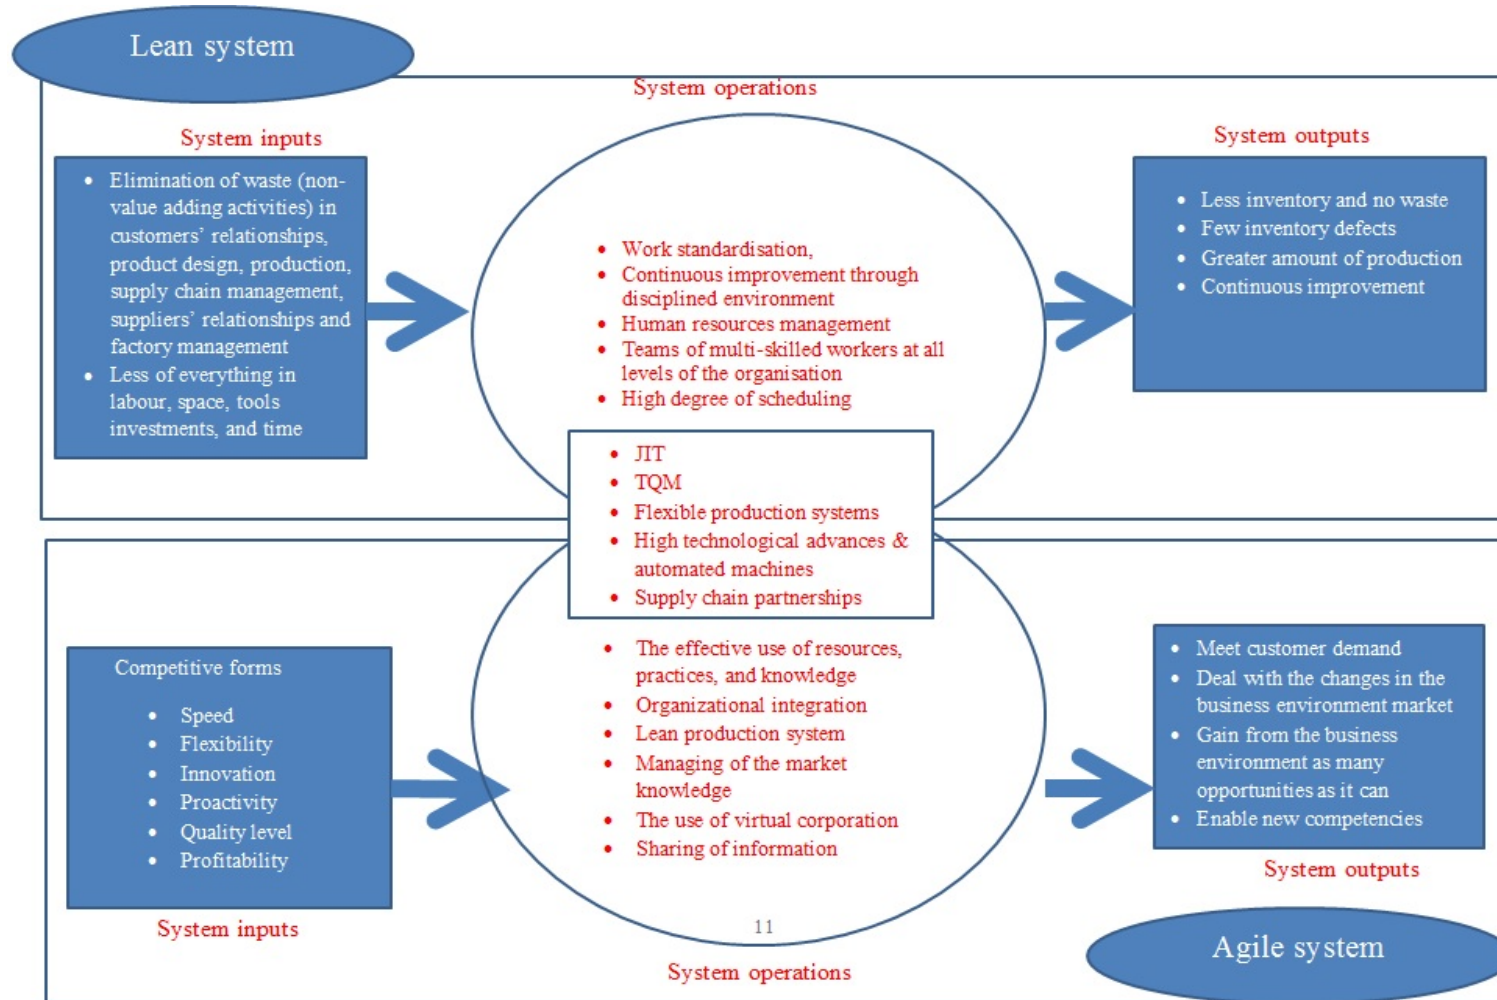 Lean system
System operations
System inputs
• Elimination of waste (non-
value adding activities) in
customers’ relationships,
product design, production,
supply chain management,
suppliers’ relationships and
factory management
• Less of everything in
labour, space, tools
investments, and time
• Work standardisation,
• Continuous improvement through
disciplined environment
• Human resources management
• Teams of multi-skilled workers at all
levels of the organisation
• High degree of scheduling
System outputs
• Less inventory and no waste
• Few inventory defects
• Greater amount of production
• Continuous improvement
• JIT
• TQM
• Flexible production systems
• High technological advances &
automated machines
• Supply chain partnerships
Competitive forms
• Speed
• Flexibility
• Innovation
• Proactivity
• Quality level
• Profitability
System inputs
• The effective use of resources,
practices, and knowledge
• Organizational integration
• Lean production system
• Managing of the market
knowledge
• The use of virtual corporation
• Sharing of information
11
System operations
• Meet customer demand
• Deal with the changes in the
business environment market
• Gain from the business
environment as many
opportunities as it can
• Enable new competencies
System outputs
Agile system